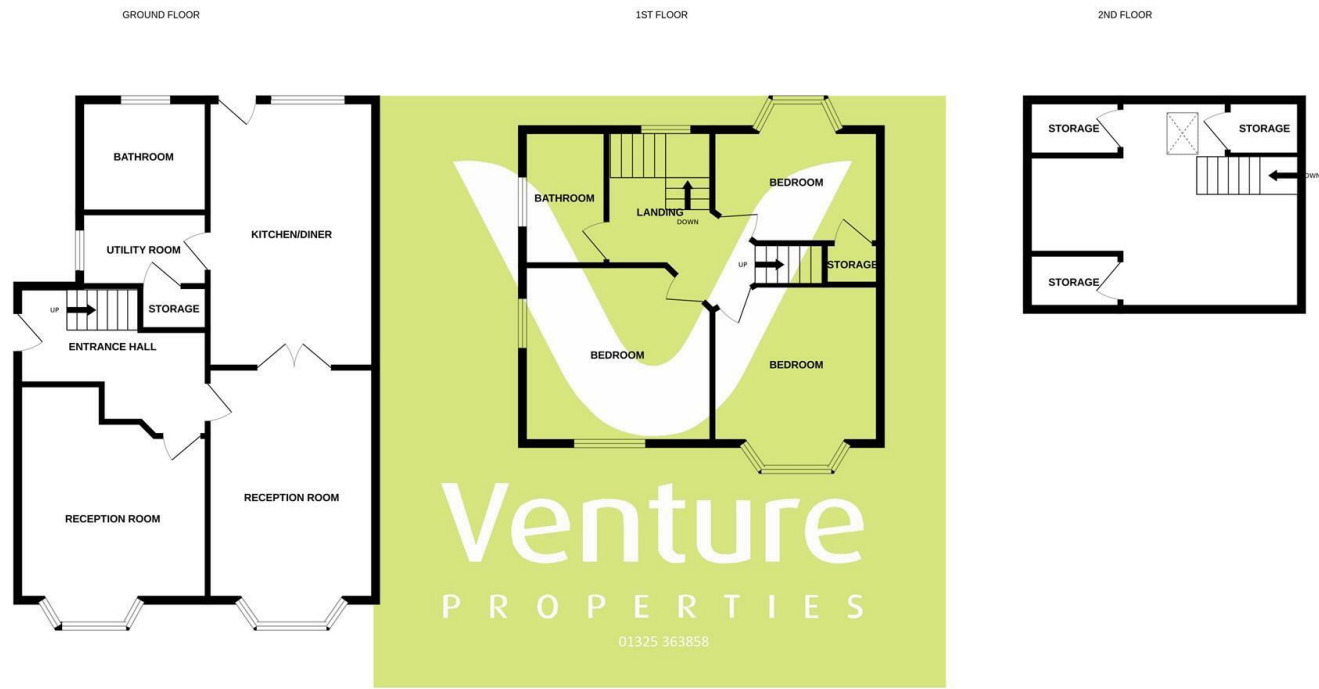 GROUND FLOOR
BATHROOM
UTILITY ROOM
KITCHEN/DINER
STORAGE
UP
ENTRANCE HALL
RECEPTION ROOM
RECEPTION ROOM
1ST FLOOR
BEDROOM
BATHROOM
LANDING
DOWN
UP
STORAGE
BEDROOM
BEDROOM
Venture
PROPERTIES
01325 363858
2ND FLOOR
STORAGE
STORAGE
DOWN
STORAGE